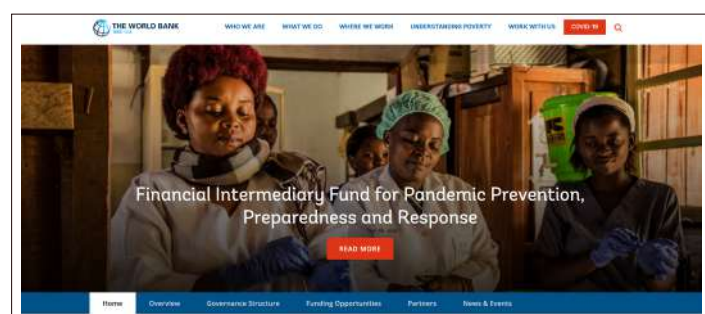 THE WORLD BANK
WHO WE ARE WHAT WE DO WHERE WE WORK UNDERSTANDING POVERTY WORK WITH US COVID-19
Financial Intermediary Fund for Pandemic Prevention,
Preparedness and Response
READ MORE
Home Overview Governance Structure Funding Opportunities Partners News & Events